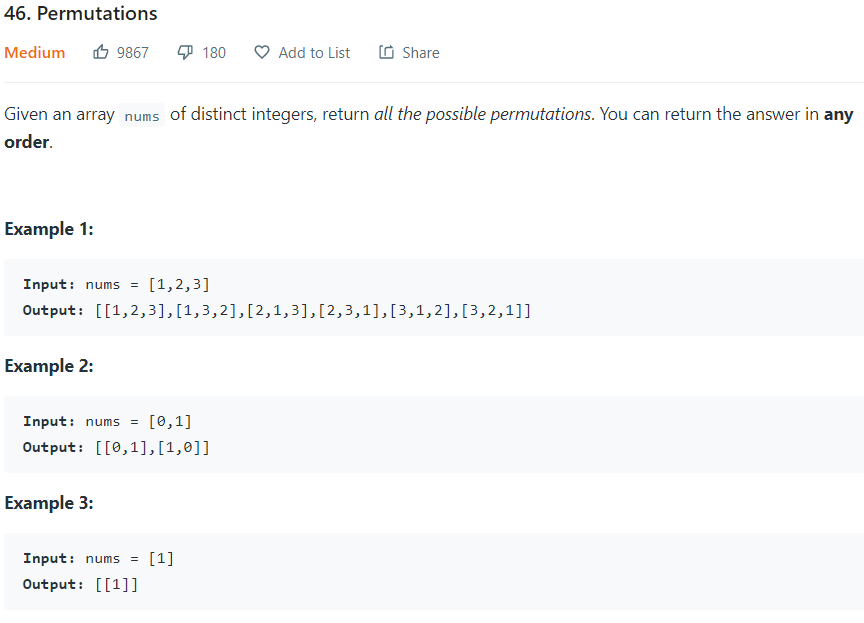 46. Permutations
Medium 9867 180 Add to List Share
Given an array nums of distinct integers, return all the possible permutations. You can return the answer in any
order.
Example 1:
Input: nums = [1,2,3]
Output: [[1,2,3],[1,3,2],[2,1,3],[2,3,1],[3,1,2],[3,2,1]]
Example 2:
Input: nums = [0,1]
Output: [[0,1],[1,0]]
Example 3:
Input: nums = [1]
Output: [[1]]